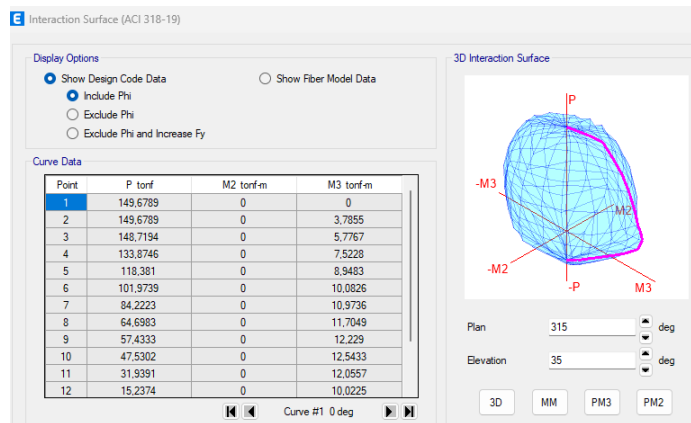 E Interaction Surface (ACI 318-19)
Display Options
Show Design Code Data
Show Fiber Model Data
Include Phi
Exclude Phi
Exclude Phi and Increase Fy
Curve Data
Point P tonf M2 tonf-m M3 tonf-m
1 149,6789 0 0
2 149,6789 0 3,7855
3 148,7194 0 5,7767
4 133,8746 0 7,5228
5 118,381 0 8,9483
6 101,9739 0 10,0826
7 84,2223 0 10,9736
8 64,6983 0 11,7049
9 57,4333 0 12,229
10 47,5302 0 12,5433
11 31,9391 0 12,0557
12 15,2374 0 10,0225
Curve #1 0 deg
3D Interaction Surface
P
-M3
M2
-M2
-P
M3
Plan 315 deg
Elevation 35 deg
3D MM PM3 PM2